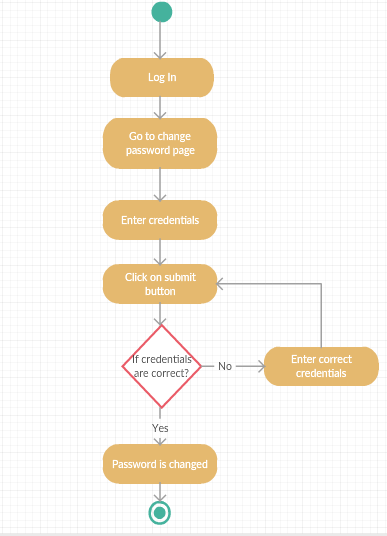 Log In
Go to change
password page
Enter credentials
Click on submit
button
If credentials
are correct?
No
Enter correct
credentials
Yes
Password is changed